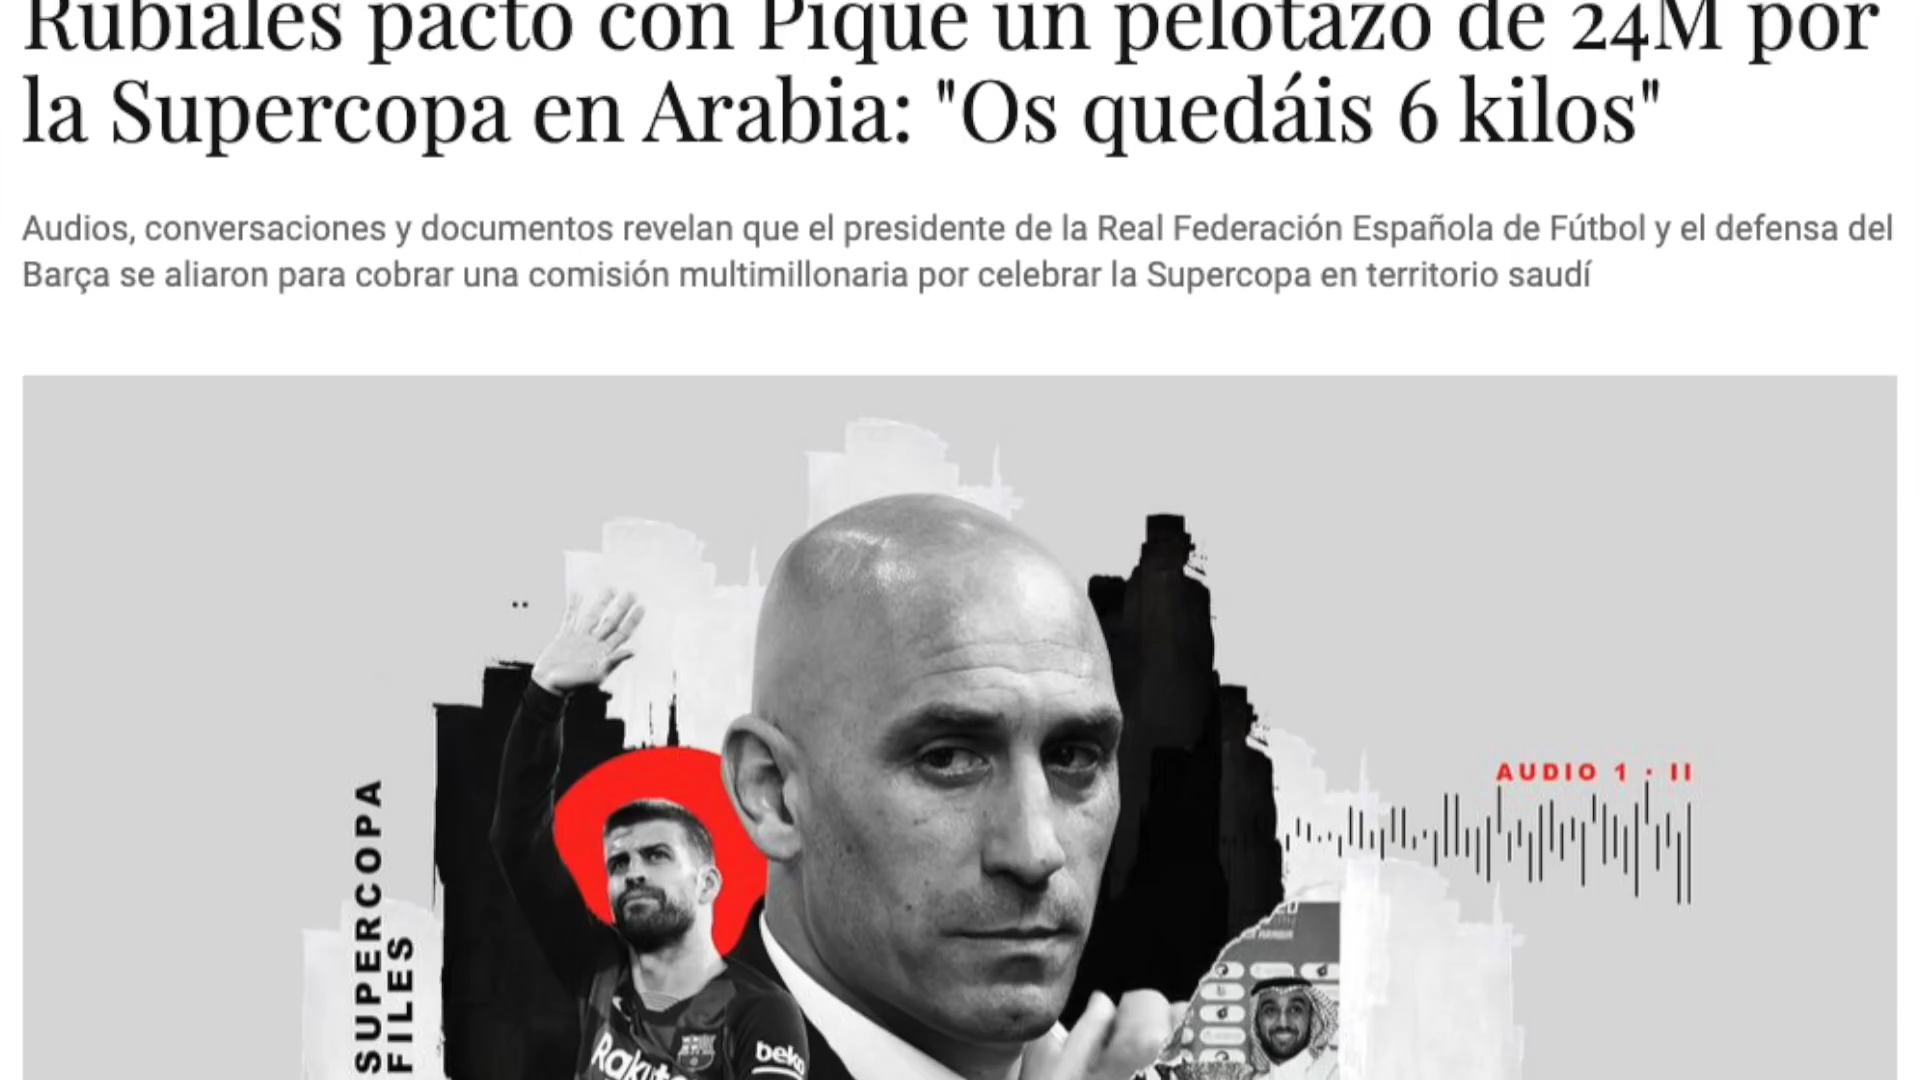 Rubiales pactó con Piqué un pelotazo de 24M por
la Supercopa en Arabia: "Os quedáis 6 kilos"
Audios, conversaciones y documentos revelan que el presidente de la Real Federación Española de Fútbol y el defensa del
Barça se aliaron para cobrar una comisión multimillonaria por celebrar la Supercopa en territorio saudí
AUDIO 1 · II
SUPERCOPA
FILES
beko